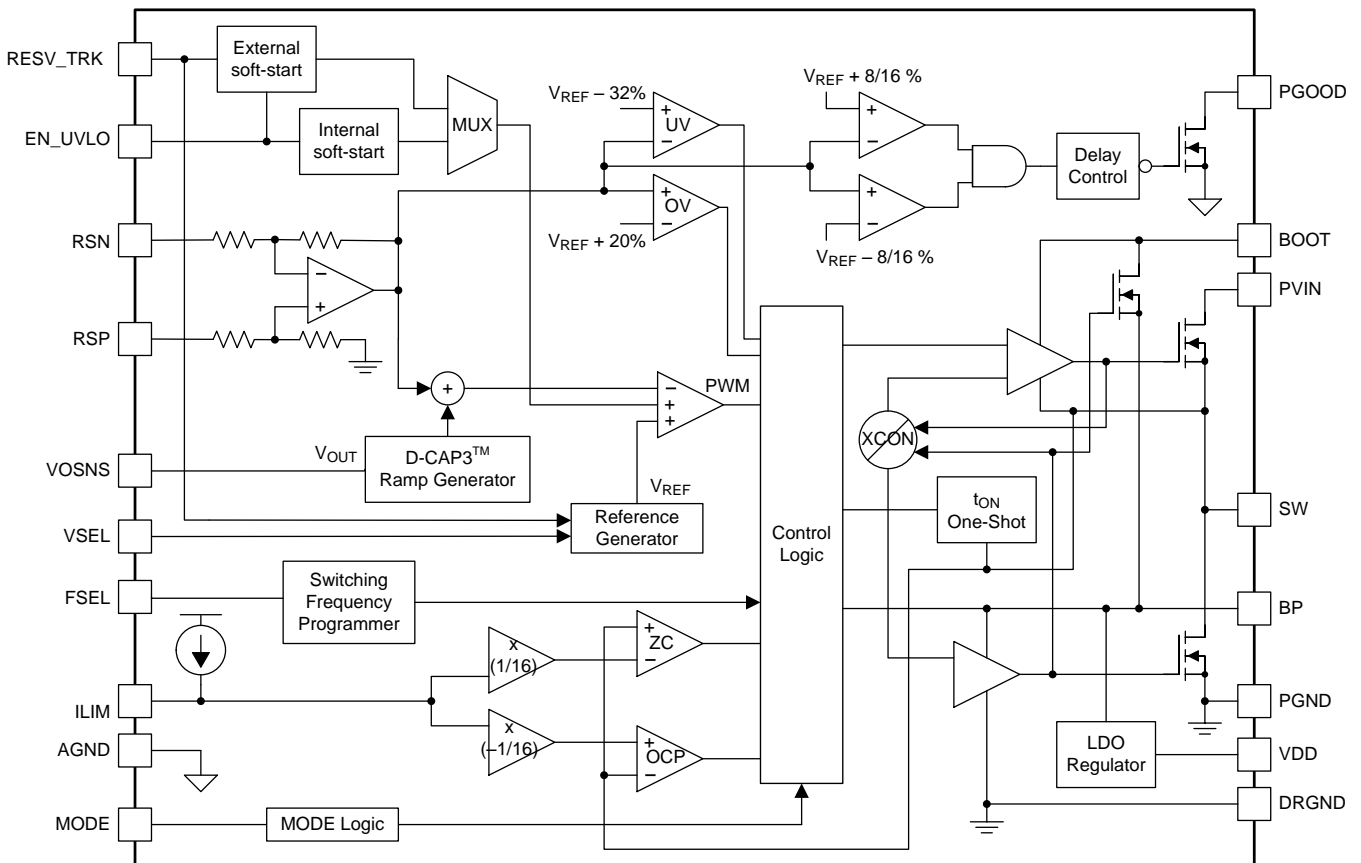 RESV_TRK
External
soft-start
EN_UVLO
Internal
soft-start
MUX
V_REF – 32%
+
UV
–
+
OV
–
V_REF + 20%
V_REF + 8/16 %
+
–
+
–
V_REF – 8/16 %
Delay
Control
PGOOD
RSN
–
+
RSP
BOOT
PVIN
+
–
+
+
PWM
VOSNS
V_OUT
D-CAP3™
Ramp Generator
V_REF
VSEL
Reference
Generator
Control
Logic
XCON
t_ON
One-Shot
SW
FSEL
Switching
Frequency
Programmer
BP
x
(1/16)
+
ZC
–
ILIM
x
(–1/16)
+
OCP
–
PGND
AGND
LDO
Regulator
VDD
MODE
MODE Logic
DRGND